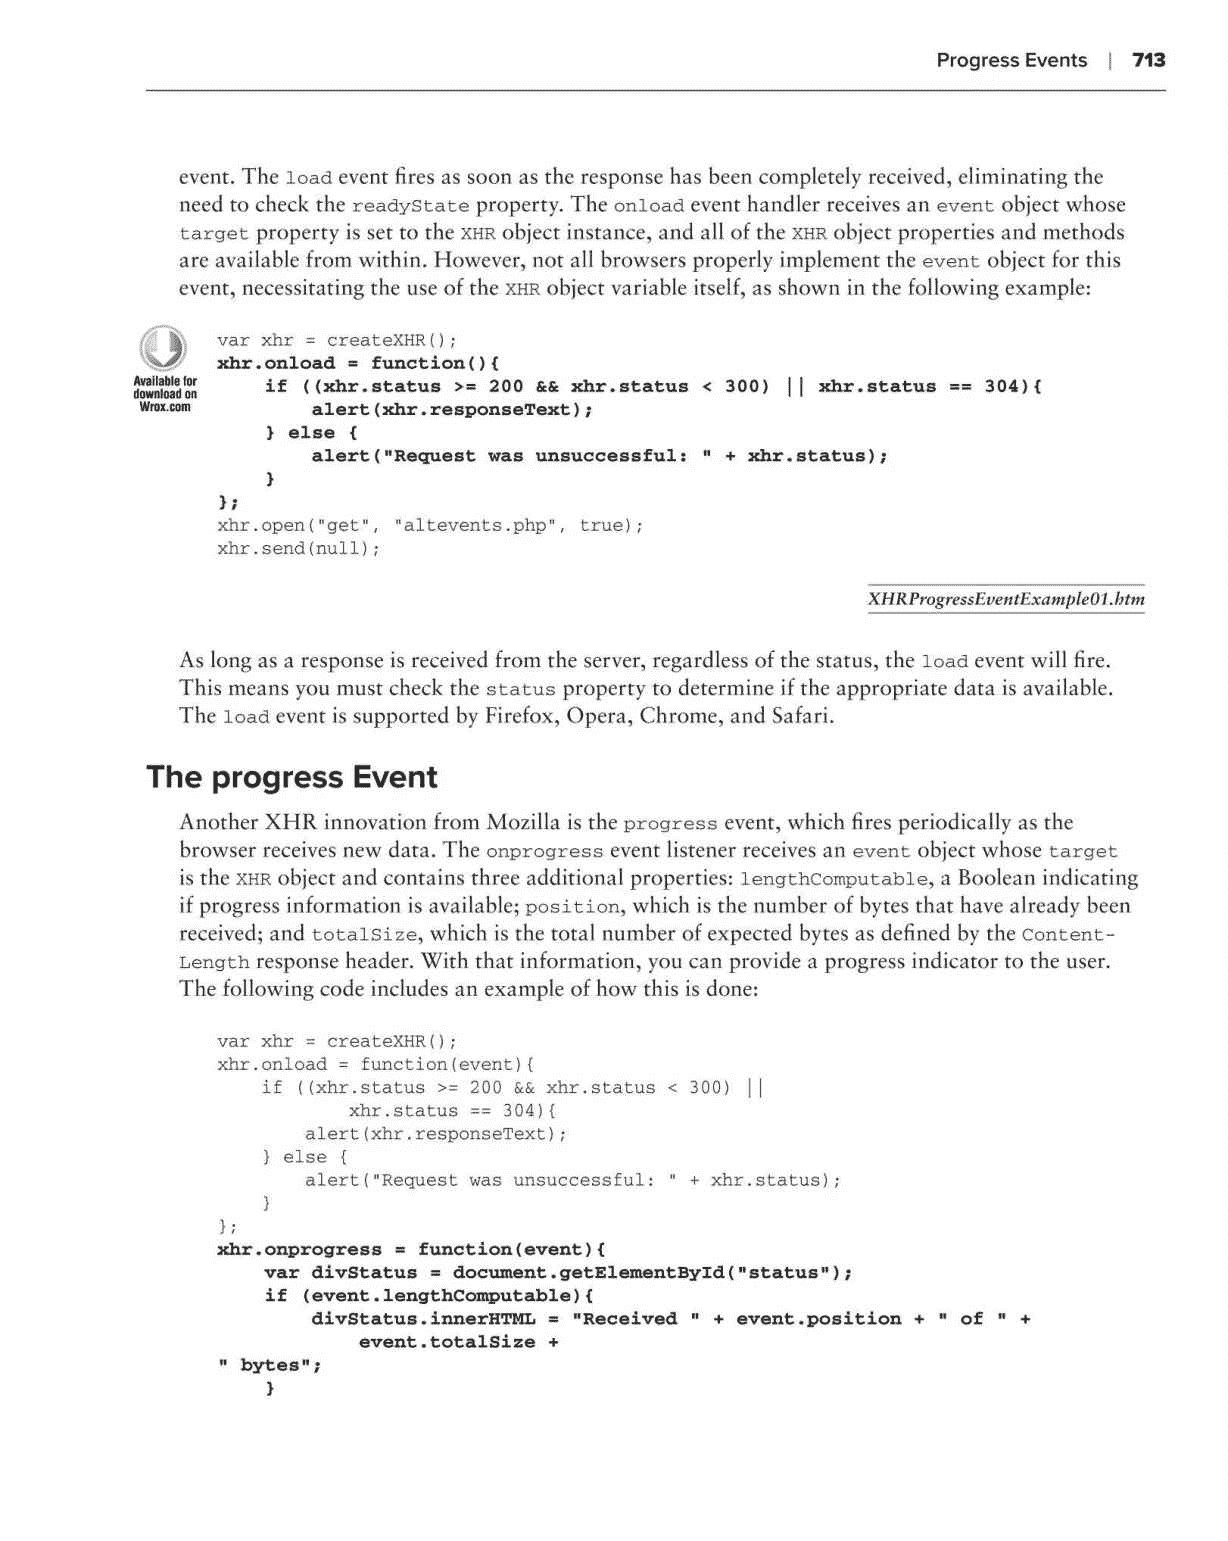 Progress Events | 713
event. The load event fires as soon as the response has been completely received, eliminating the
need to check the readyState property. The onload event handler receives an event object whose
target property is set to the XHR object instance, and all of the XHR object properties and methods
are available from within. However, not all browsers properly implement the event object for this
event, necessitating the use of the XHR object variable itself, as shown in the following example:
Available for
download on
Wrox.com
var xhr = createXHR();
xhr.onload = function(){
    if ((xhr.status >= 200 && xhr.status < 300) || xhr.status == 304){
        alert(xhr.responseText);
    } else {
        alert("Request was unsuccessful: " + xhr.status);
    }
};
xhr.open("get", "altevents.php", true);
xhr.send(null);
XHRProgressEventExample01.htm
As long as a response is received from the server, regardless of the status, the load event will fire.
This means you must check the status property to determine if the appropriate data is available.
The load event is supported by Firefox, Opera, Chrome, and Safari.
The progress Event
Another XHR innovation from Mozilla is the progress event, which fires periodically as the
browser receives new data. The onprogress event listener receives an event object whose target
is the XHR object and contains three additional properties: lengthComputable, a Boolean indicating
if progress information is available; position, which is the number of bytes that have already been
received; and totalSize, which is the total number of expected bytes as defined by the Content-
Length response header. With that information, you can provide a progress indicator to the user.
The following code includes an example of how this is done:
var xhr = createXHR();
xhr.onload = function(event){
    if ((xhr.status >= 200 && xhr.status < 300) ||
            xhr.status == 304){
        alert(xhr.responseText);
    } else {
        alert("Request was unsuccessful: " + xhr.status);
    }
};
xhr.onprogress = function(event){
    var divStatus = document.getElementById("status");
    if (event.lengthComputable){
        divStatus.innerHTML = "Received " + event.position + " of " +
            event.totalSize +
" bytes";
    }